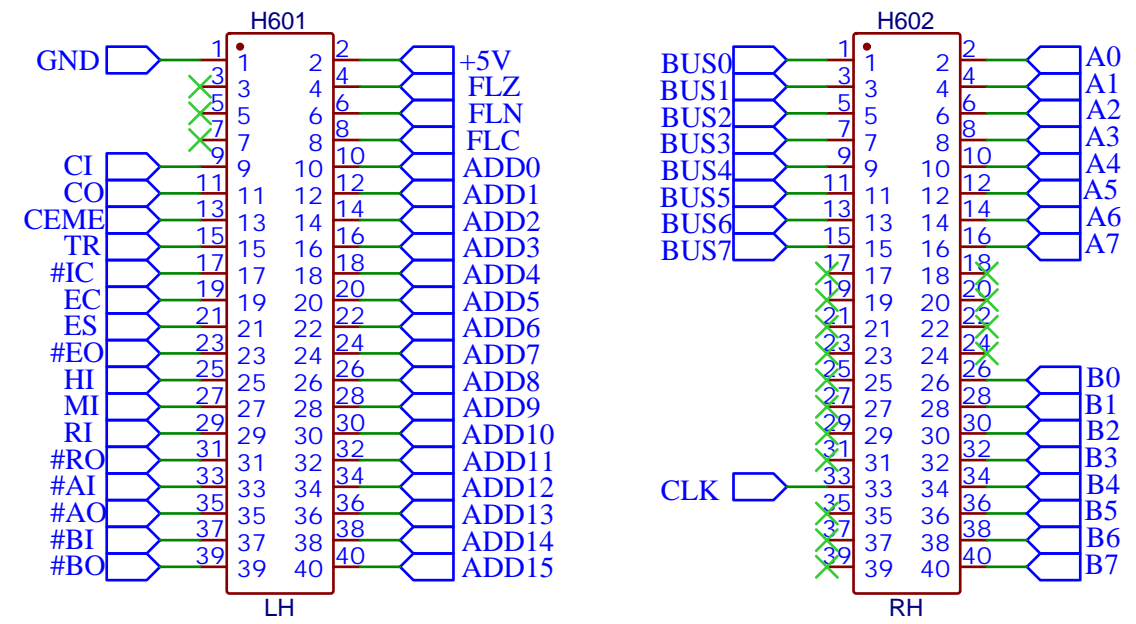 H601 H602
GND 1 1 2 2 +5V BUS0 1 1 2 2 A0
3 3 4 4 FLZ BUS1 3 3 4 4 A1
5 5 6 6 FLN BUS2 5 5 6 6 A2
7 7 8 8 FLC BUS3 7 7 8 8 A3
CI 9 9 10 10 ADD0 BUS4 9 9 10 10 A4
CO 11 11 12 12 ADD1 BUS5 11 11 12 12 A5
CEME 13 13 14 14 ADD2 BUS6 13 13 14 14 A6
TR 15 15 16 16 ADD3 BUS7 15 15 16 16 A7
#IC 17 17 18 18 ADD4 17 17 18 18
EC 19 19 20 20 ADD5 19 19 20 20
ES 21 21 22 22 ADD6 21 21 22 22
#EO 23 23 24 24 ADD7 23 23 24 24
HI 25 25 26 26 ADD8 25 25 26 26 B0
MI 27 27 28 28 ADD9 27 27 28 28 B1
RI 29 29 30 30 ADD10 29 29 30 30 B2
#RO 31 31 32 32 ADD11 31 31 32 32 B3
#AI 33 33 34 34 ADD12 CLK 33 33 34 34 B4
#AO 35 35 36 36 ADD13 35 35 36 36 B5
#BI 37 37 38 38 ADD14 37 37 38 38 B6
#BO 39 39 40 40 ADD15 39 39 40 40 B7
LH RH